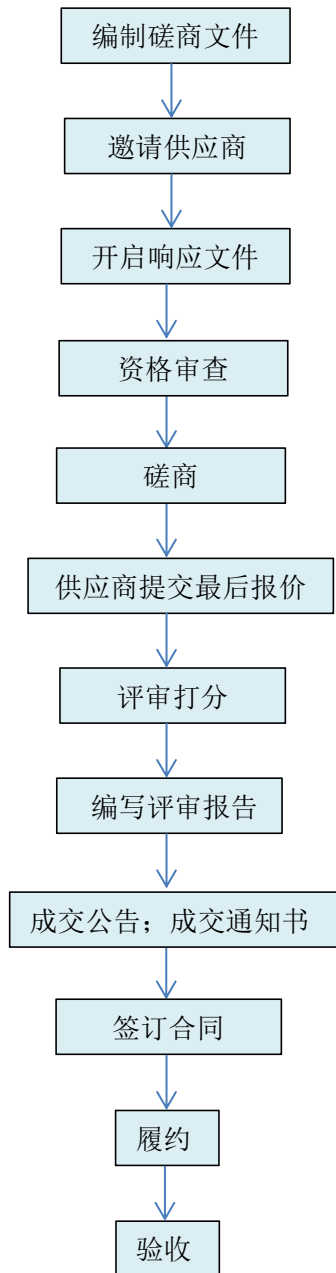 编制磋商文件
邀请供应商
开启响应文件
资格审查
磋商
供应商提交最后报价
评审打分
编写评审报告
成交公告；成交通知书
签订合同
履约
验收